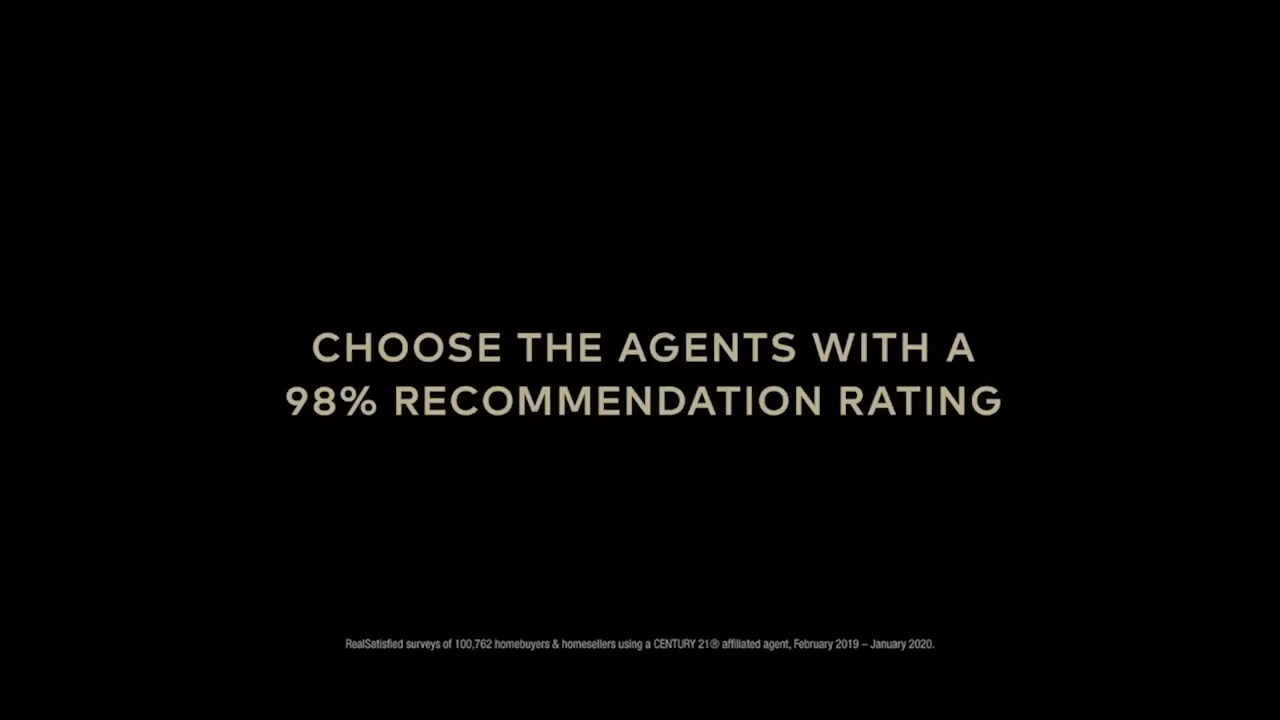 CHOOSE THE AGENTS WITH A
98% RECOMMENDATION RATING
RealSatisfied surveys of 100,762 homebuyers & homesellers using a CENTURY 21® affiliated agent, February 2019 – January 2020.